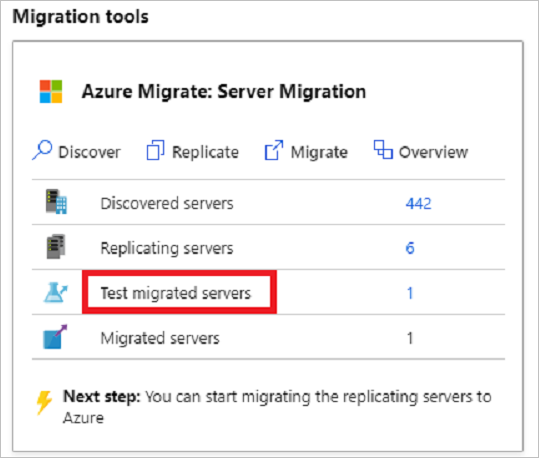 Migration tools
Azure Migrate: Server Migration
Discover Replicate Migrate Overview
Discovered servers 442
Replicating servers 6
Test migrated servers 1
Migrated servers 1
Next step: You can start migrating the replicating servers to
Azure